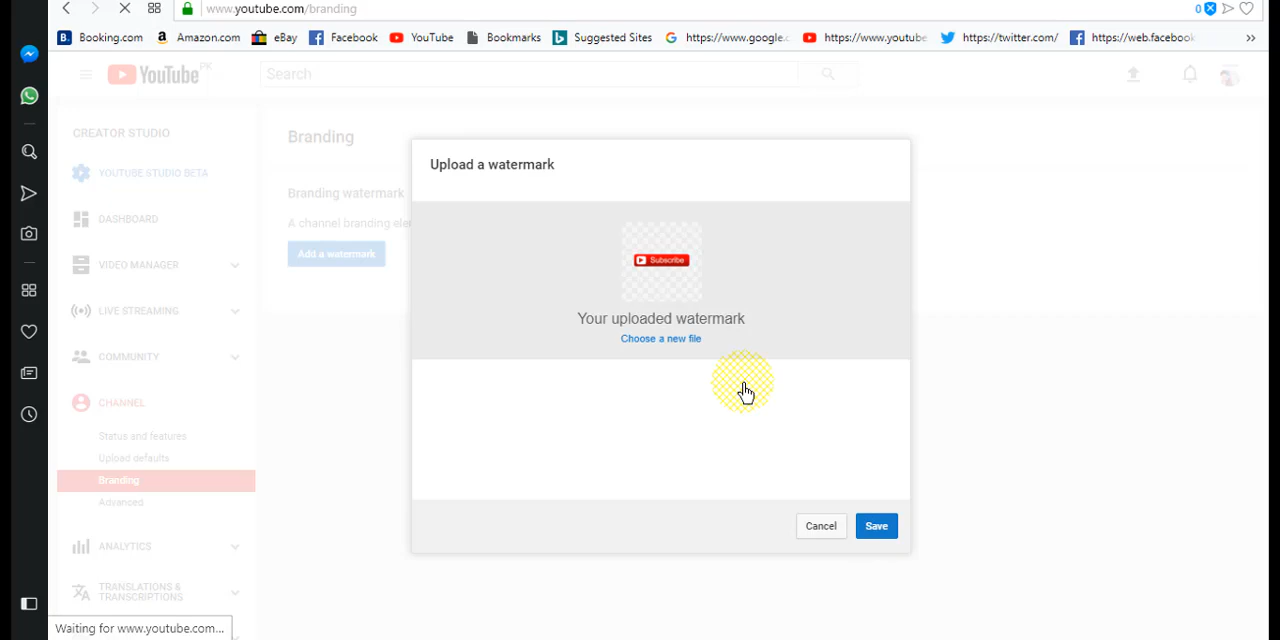 www.youtube.com/branding
0
B. Booking.com
a Amazon.com
eBay
Facebook
YouTube
Bookmarks
Suggested Sites
https://www.google.c
https://www.youtube
https://twitter.com/
https://web.facebook
»
YouTube PK
Search
CREATOR STUDIO
YOUTUBE STUDIO BETA
DASHBOARD
VIDEO MANAGER
LIVE STREAMING
COMMUNITY
CHANNEL
Status and features
Upload defaults
Branding
Advanced
ANALYTICS
TRANSLATIONS &
TRANSCRIPTIONS
Branding
Branding watermark
A channel branding ele
Add a watermark
Upload a watermark
Subscribe
Your uploaded watermark
Choose a new file
Cancel
Save
Waiting for www.youtube.com...